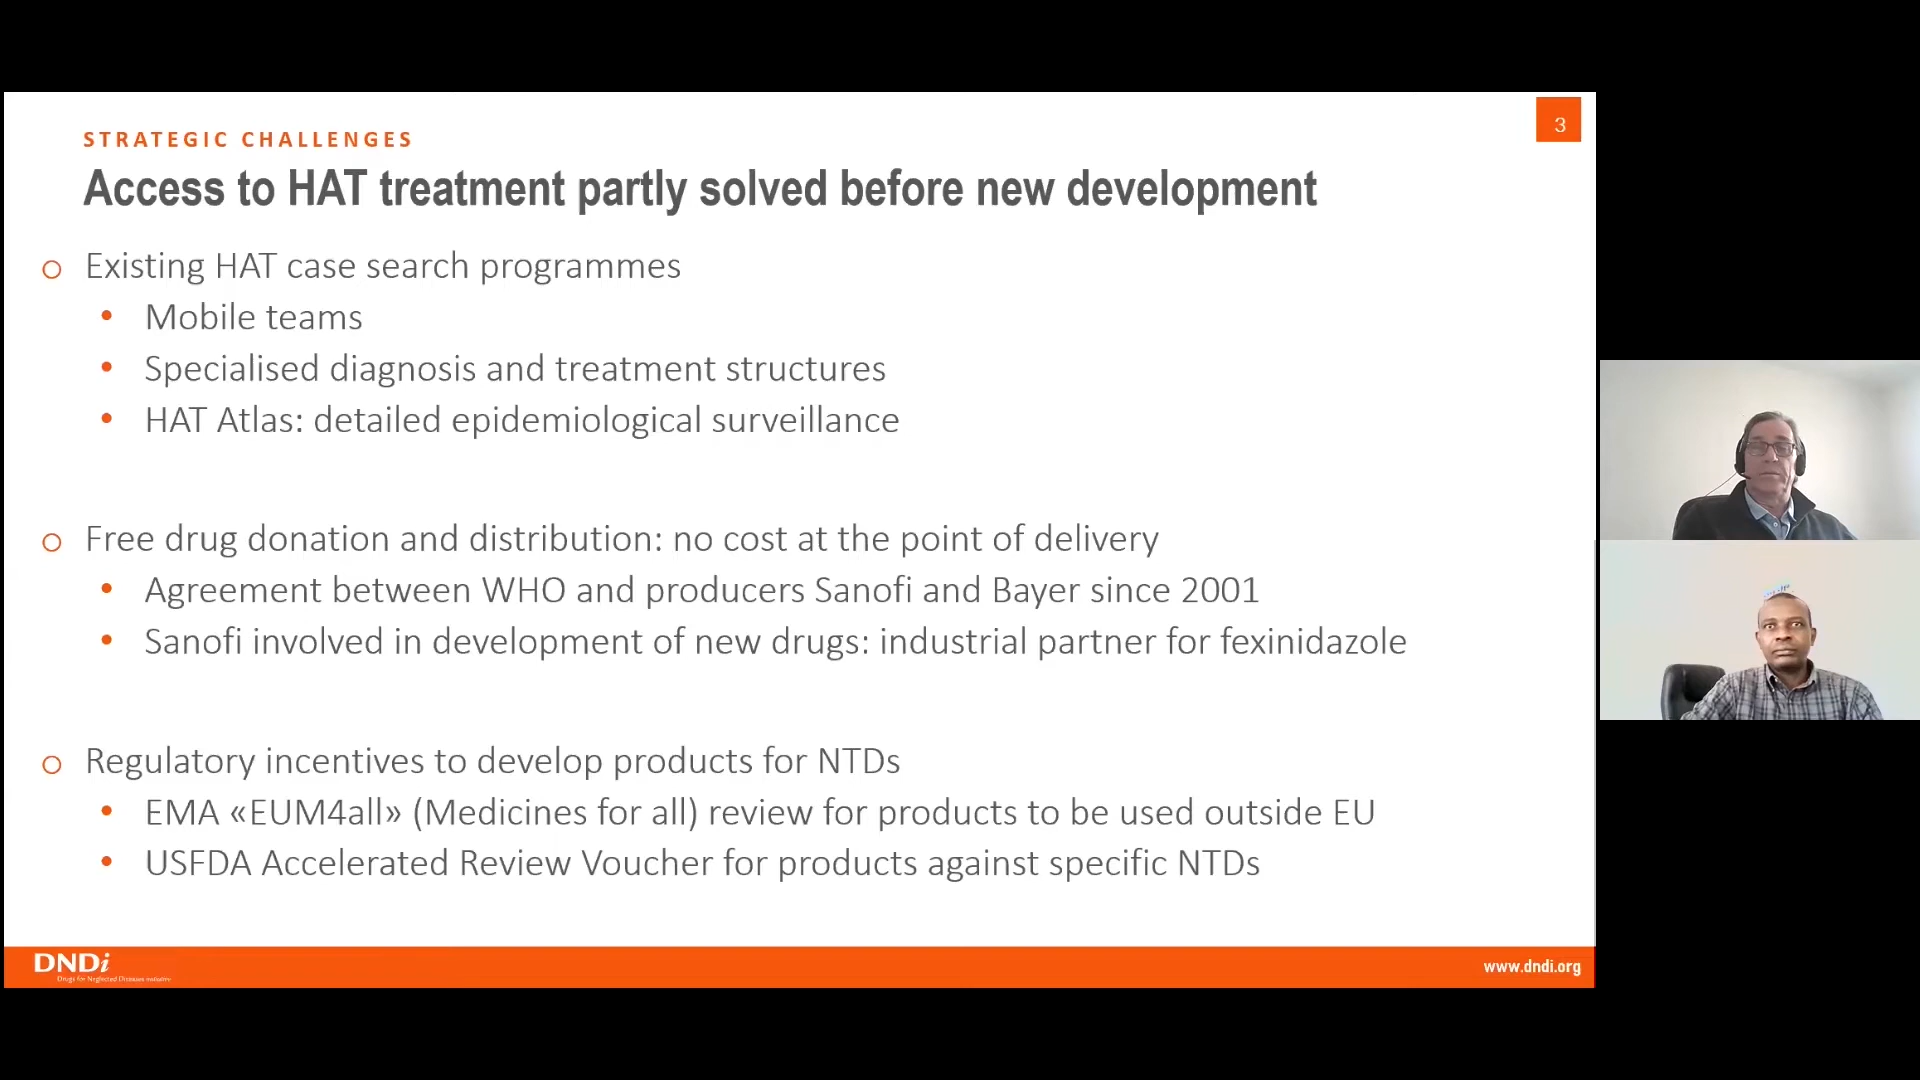 STRATEGIC CHALLENGES
3
Access to HAT treatment partly solved before new development
Existing HAT case search programmes
Mobile teams
Specialised diagnosis and treatment structures
HAT Atlas: detailed epidemiological surveillance
Free drug donation and distribution: no cost at the point of delivery
Agreement between WHO and producers Sanofi and Bayer since 2001
Sanofi involved in development of new drugs: industrial partner for fexinidazole
Regulatory incentives to develop products for NTDs
EMA «EUM4all» (Medicines for all) review for products to be used outside EU
USFDA Accelerated Review Voucher for products against specific NTDs
DNDi
Drugs for Neglected Diseases initiative
www.dndi.org